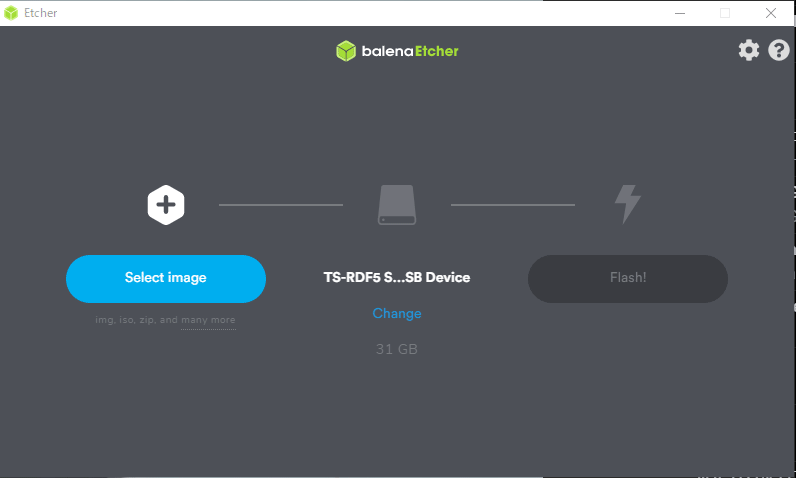 Etcher
balenaEtcher
Select image
TS-RDF5 S...SB Device
Flash!
img, iso, zip, and many more
Change
31 GB